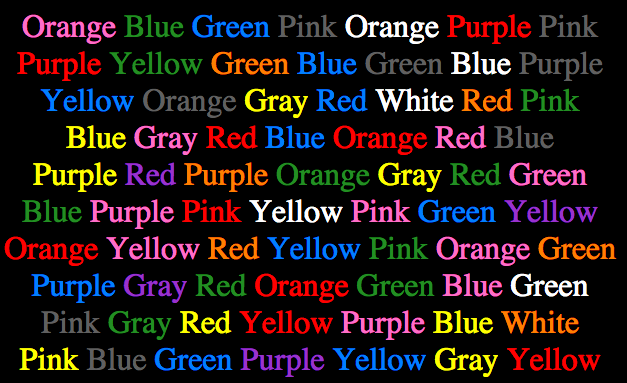 Orange Blue Green Pink Orange Purple Pink
Purple Yellow Green Blue Green Blue Purple
Yellow Orange Gray Red White Red Pink
Blue Gray Red Blue Orange Red Blue
Purple Red Purple Orange Gray Red Green
Blue Purple Pink Yellow Pink Green Yellow
Orange Yellow Red Yellow Pink Orange Green
Purple Gray Red Orange Green Blue Green
Pink Gray Red Yellow Purple Blue White
Pink Blue Green Purple Yellow Gray Yellow